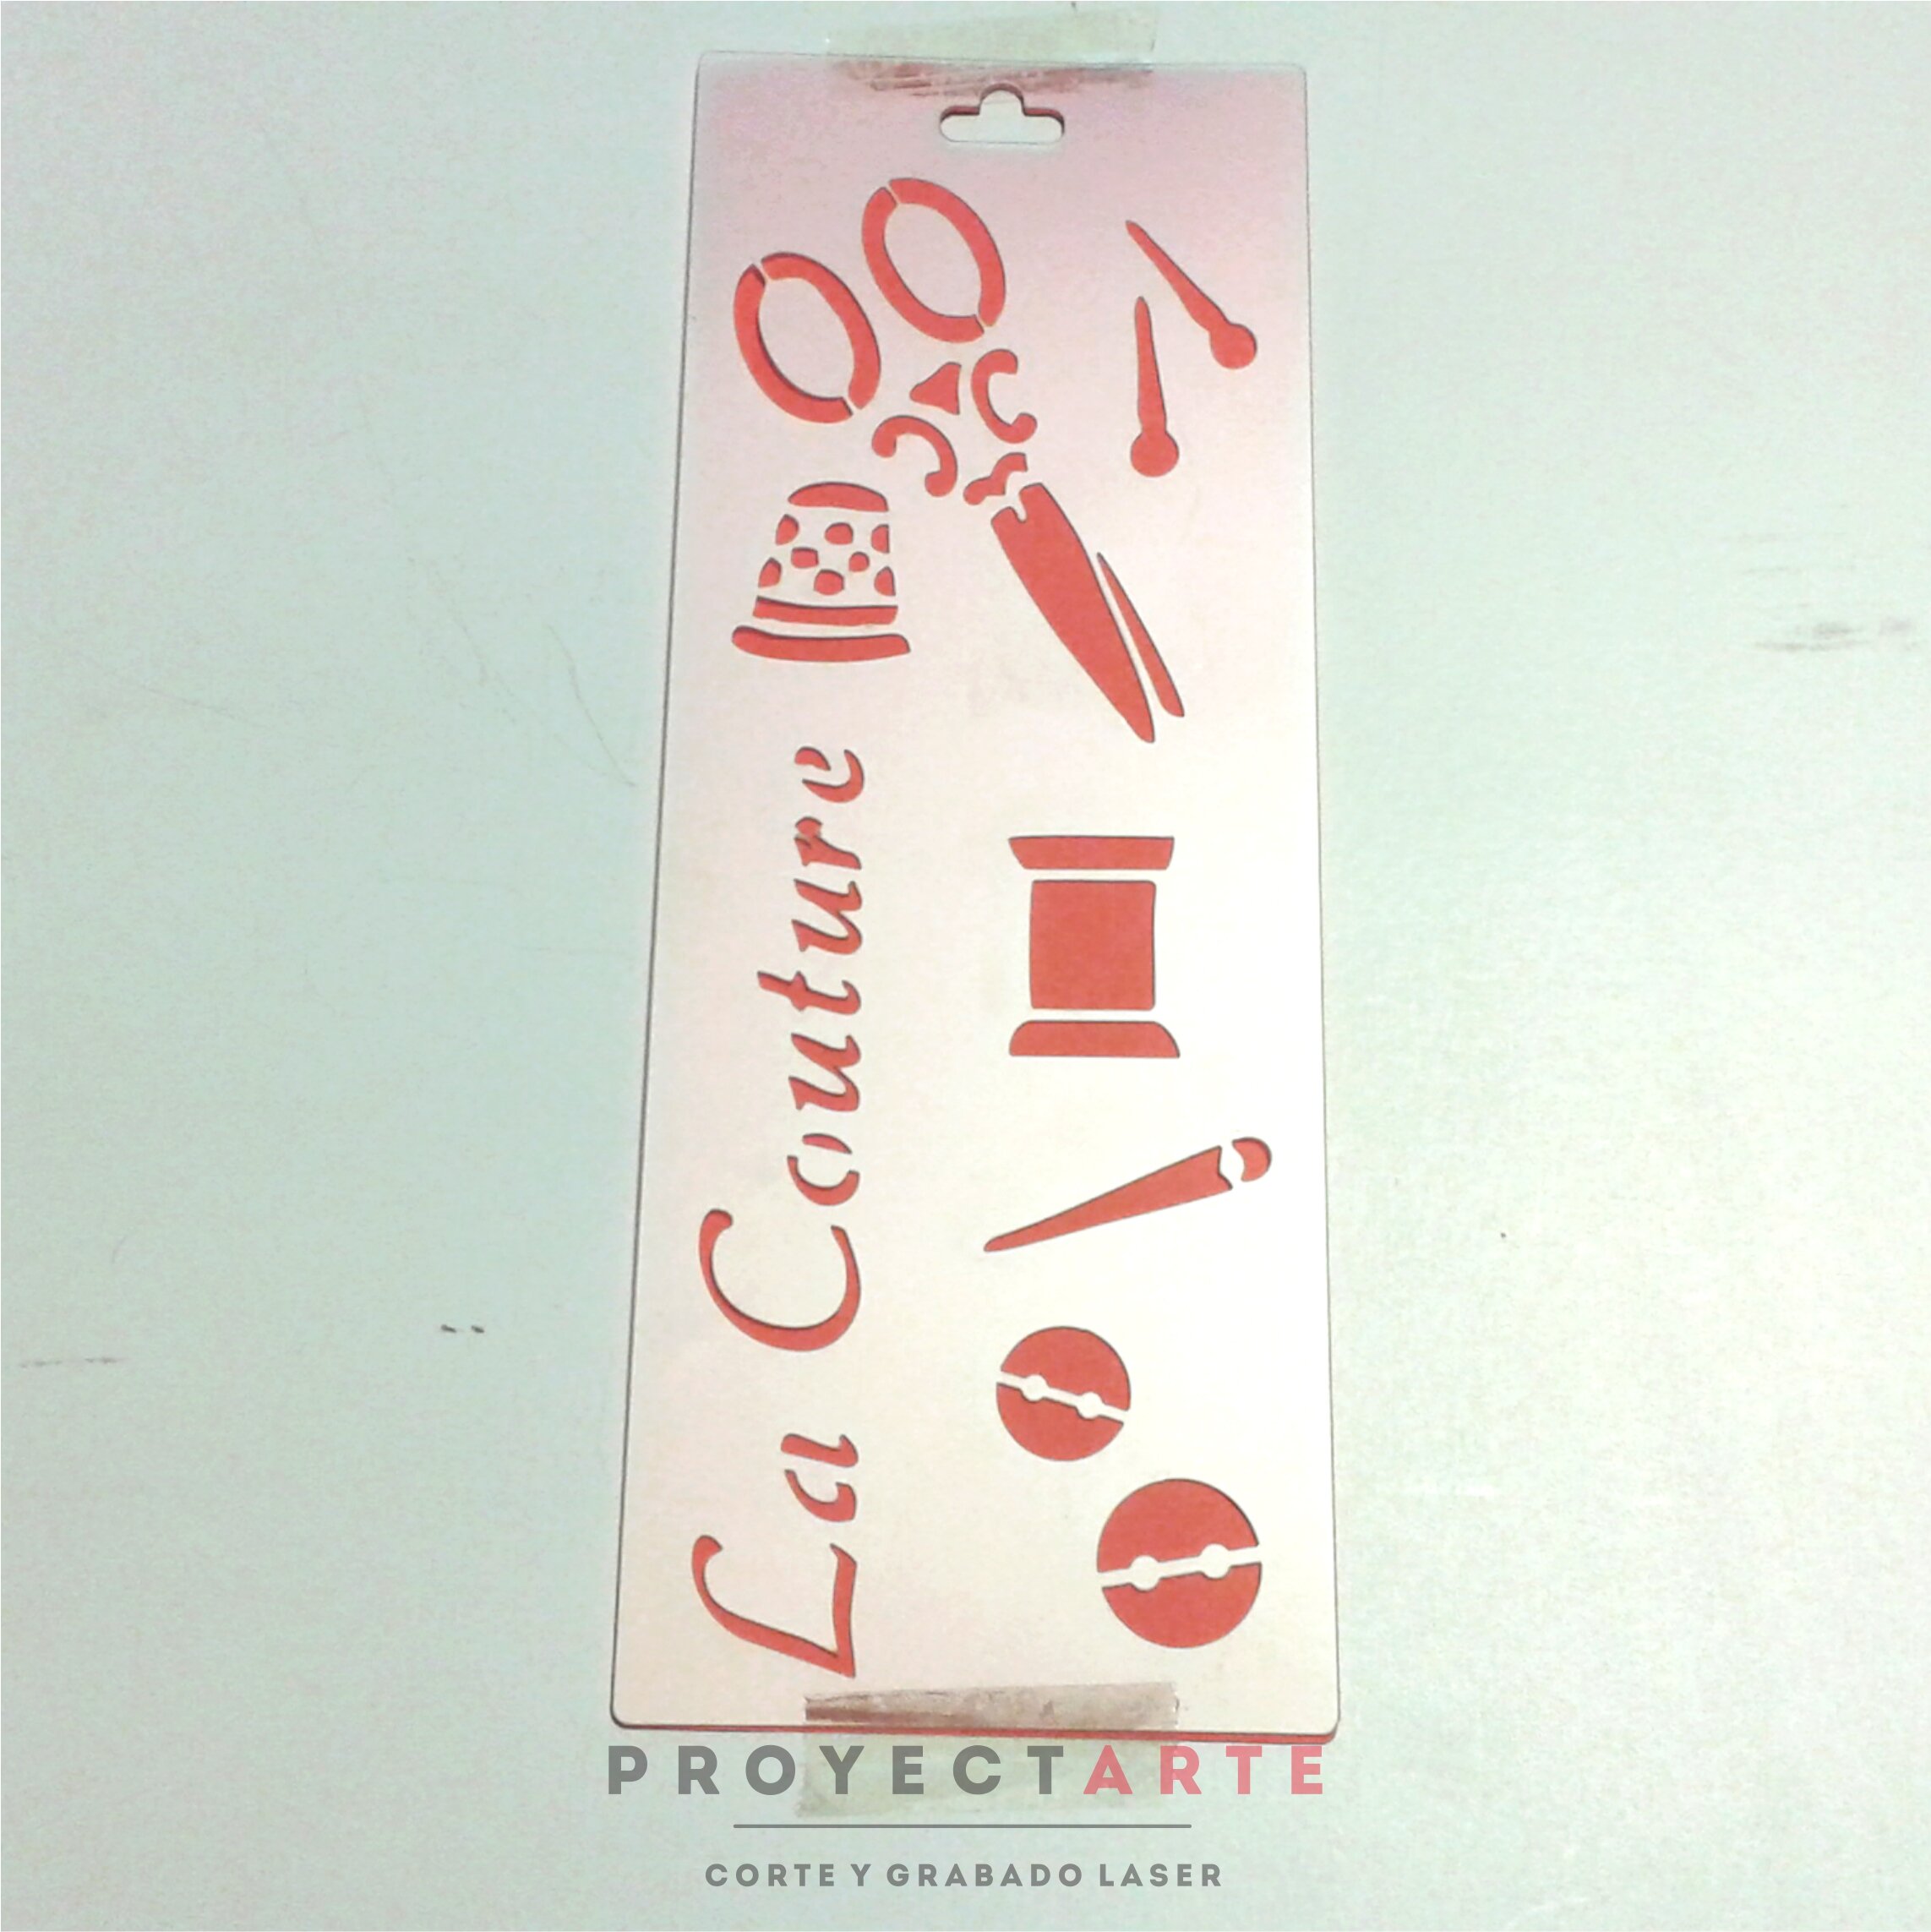 La Couture
PROYECTARTE
CORTE Y GRABADO LASER